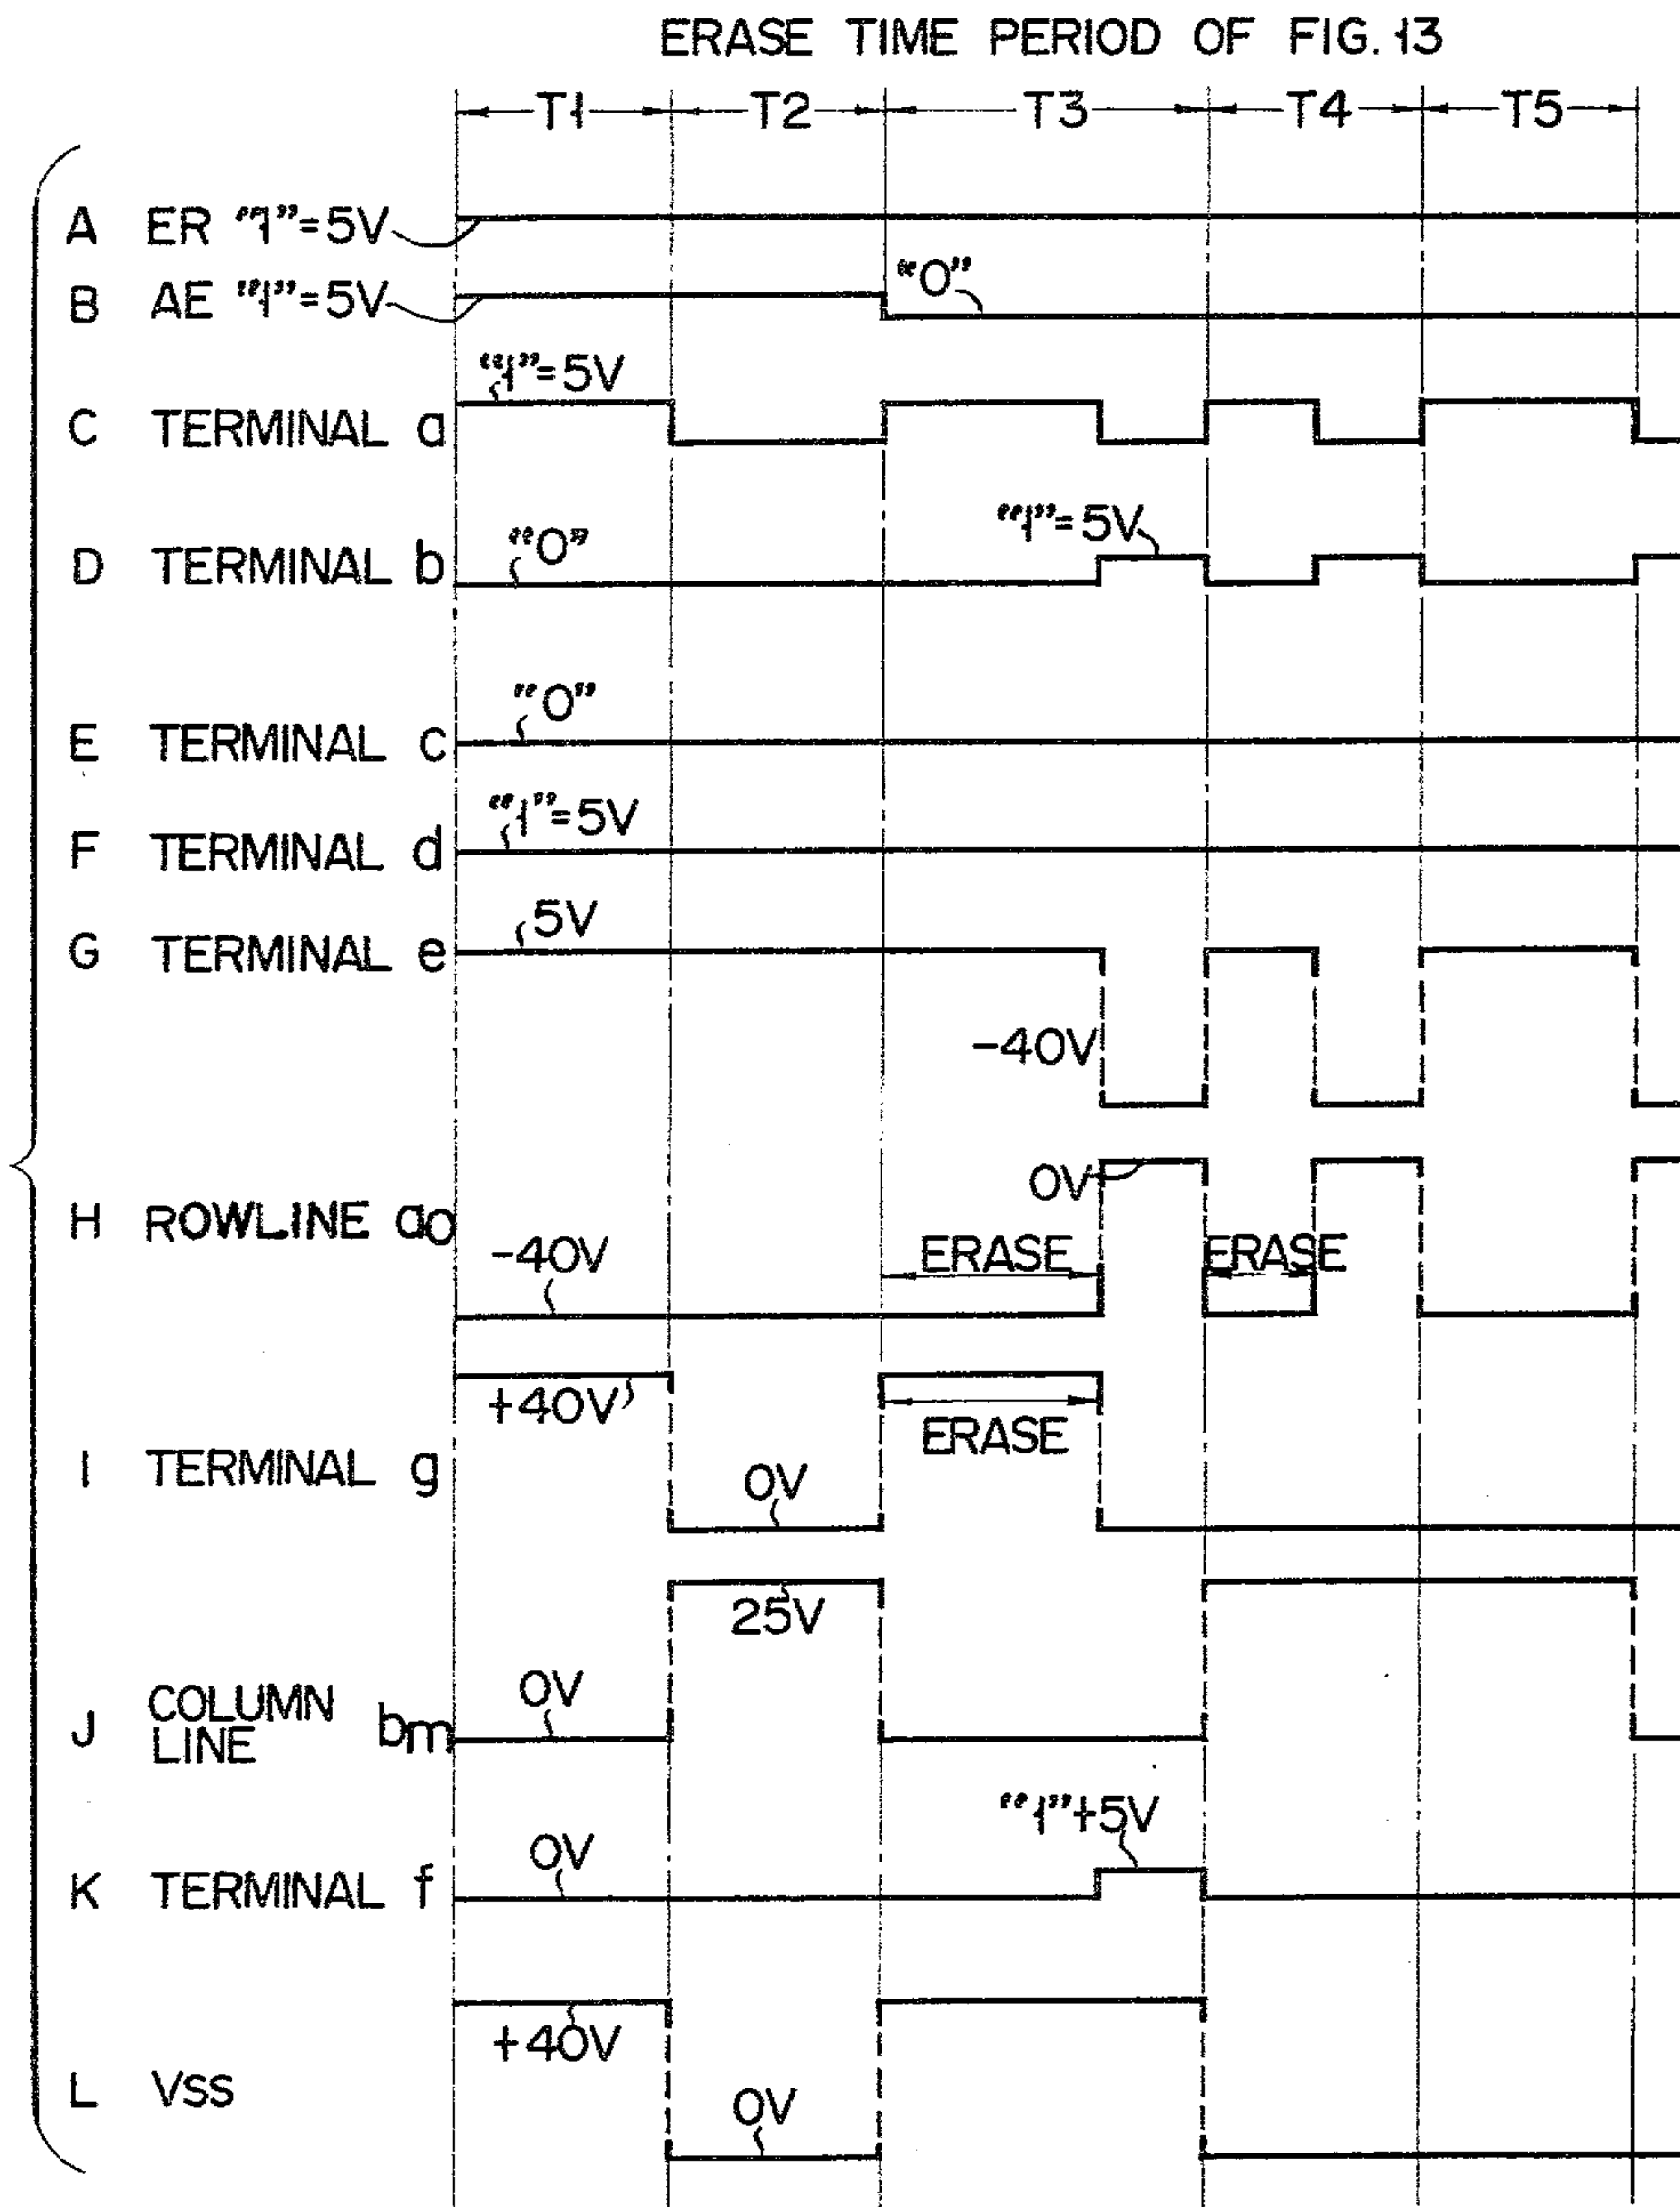 ERASE TIME PERIOD OF FIG. 13
T1 T2 T3 T4 T5
A ER "1"=5V
B AE "1"=5V "0"
"1"=5V
C TERMINAL a
"1"=5V
D TERMINAL b "0"
"0"
E TERMINAL c
"1"=5V
F TERMINAL d
5V
G TERMINAL e
-40V
0V
H ROWLINE a0
-40V ERASE ERASE
+40V
ERASE
I TERMINAL g
0V
25V
0V
J COLUMN LINE bm
"1"+5V
0V
K TERMINAL f
+40V
L VSS
0V